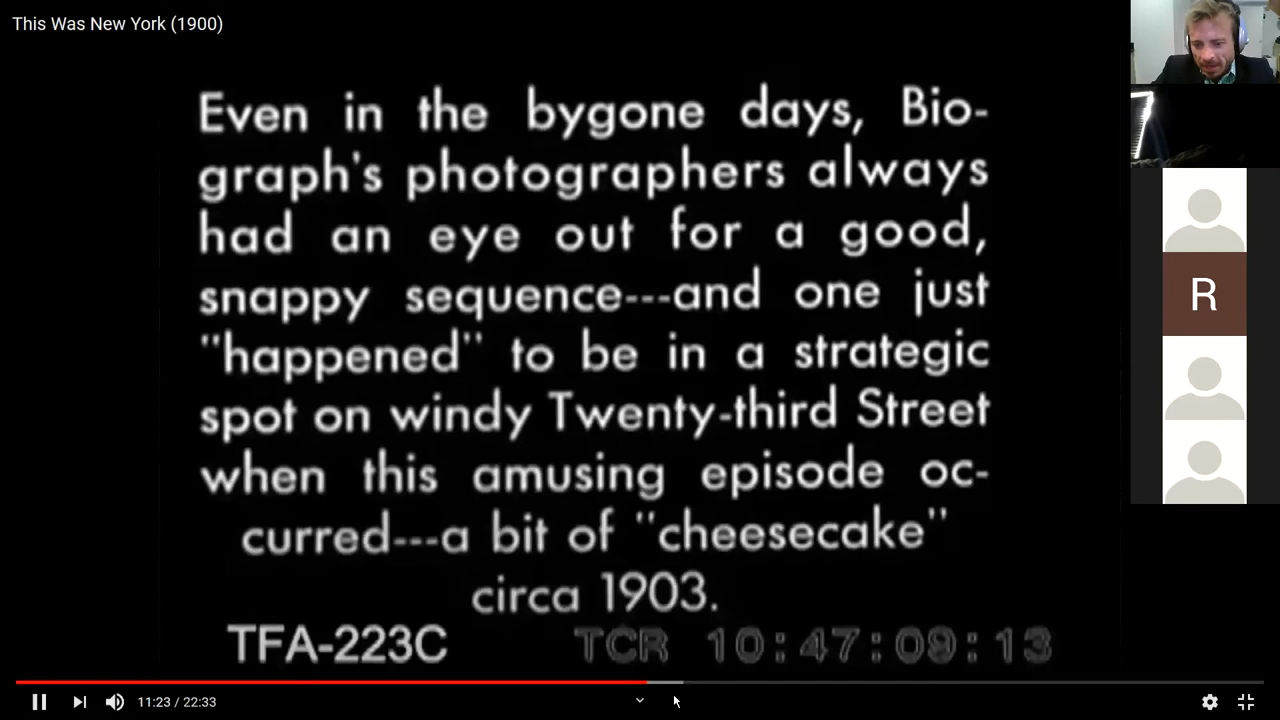 This Was New York (1900)
Even in the bygone days, Bio-
graph's photographers always
had an eye out for a good,
snappy sequence---and one just
"happened" to be in a strategic
spot on windy Twenty-third Street
when this amusing episode oc-
curred---a bit of "cheesecake"
circa 1903.
TFA-223C TCR 10:47:09:13
11:23 / 22:33
R